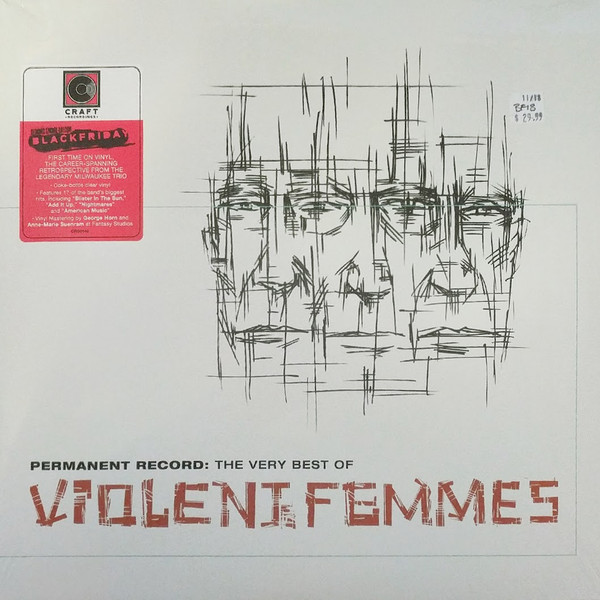 CRAFT
RECORDINGS
BLACK FRIDAY
FIRST TIME ON VINYL,
THE CAREER-SPANNING
RETROSPECTIVE FROM THE
LEGENDARY MILWAUKEE TRIO
• Coke-bottle clear vinyl
• Features 17 of the band's biggest
hits, including "Blister In The Sun,"
"Add It Up," "Nightmares"
and "American Music"
• Vinyl Mastering by George Horn and
Anne-Marie Suenram at Fantasy Studios
11/18
$ 29.99
PERMANENT RECORD: THE VERY BEST OF
VIOLENT FEMMES